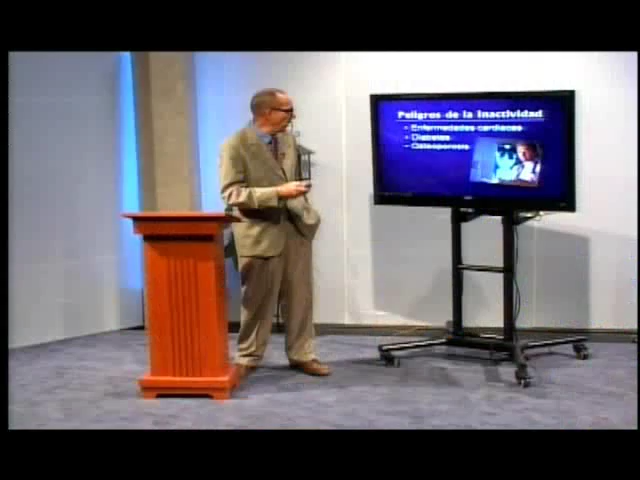 Peligros de la Inactividad
• Enfermedades cardiacas
• Diabetes
• Osteoporosis